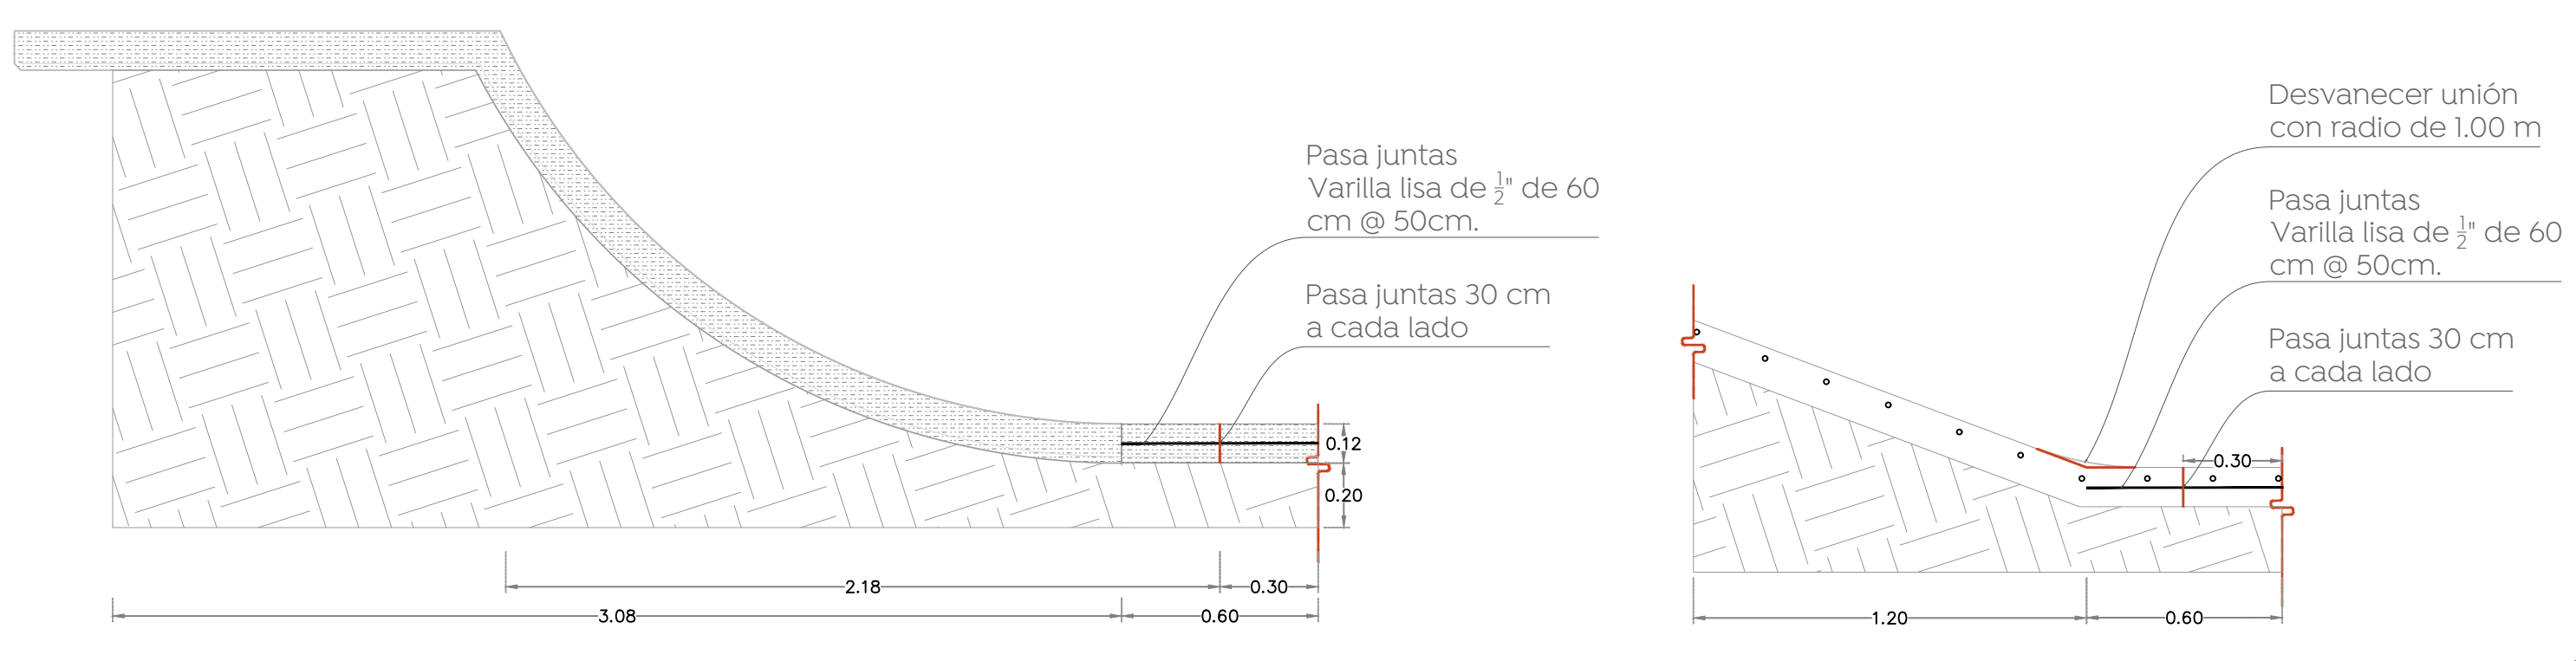 Pasa juntas
Varilla lisa de 1/2" de 60
cm @ 50cm.
Pasa juntas 30 cm
a cada lado
0.12
0.20
2.18
0.30
3.08
0.60
Desvanecer unión
con radio de 1.00 m
Pasa juntas
Varilla lisa de 1/2" de 60
cm @ 50cm.
Pasa juntas 30 cm
a cada lado
0.30
1.20
0.60